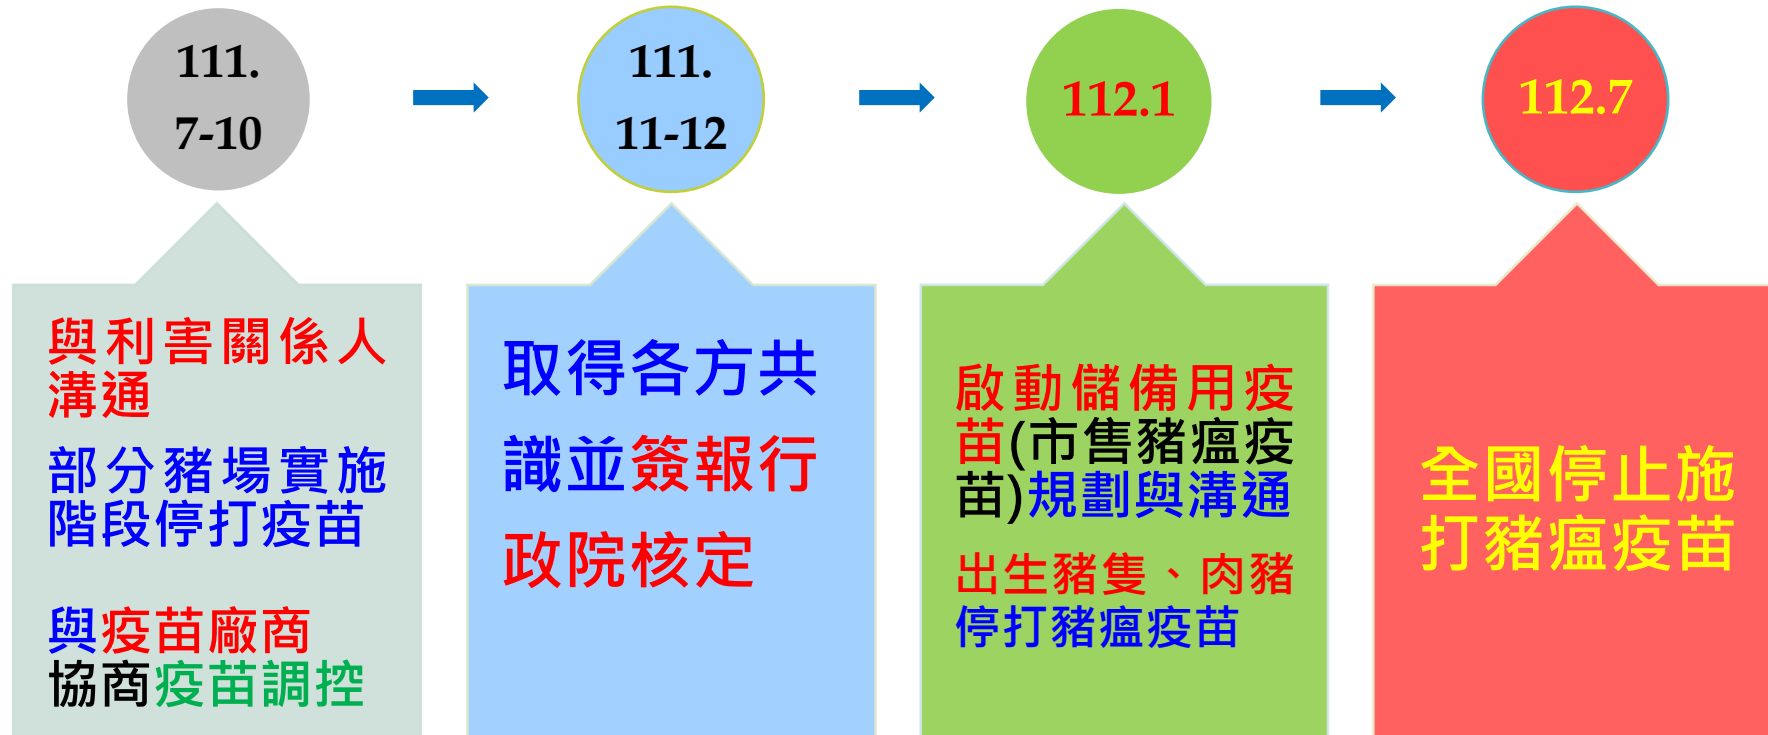 111.
7-10
111.
11-12
112.1
112.7
與利害關係人
溝通
部分豬場實施
階段停打疫苗
與疫苗廠商
協商疫苗調控
取得各方共
識並簽報行
政院核定
啟動儲備用疫
苗(市售豬瘟疫
苗)規劃與溝通
出生豬隻、肉豬
停打豬瘟疫苗
全國停止施
打豬瘟疫苗